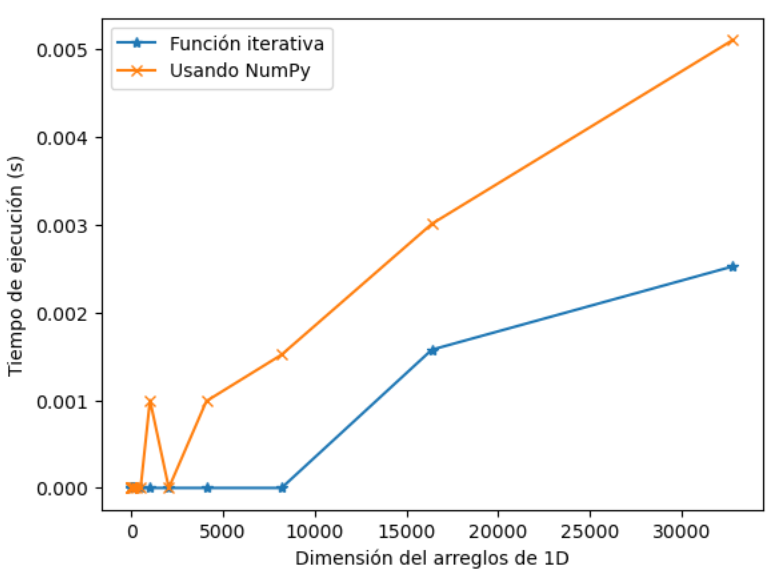 Función iterativa
Usando NumPy
0.005
0.004
0.003
0.002
0.001
0.000
Tiempo de ejecución (s)
0 5000 10000 15000 20000 25000 30000
Dimensión del arreglos de 1D